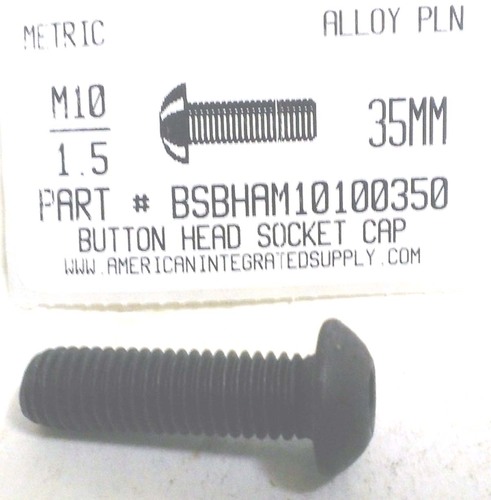 METRIC
ALLOY PLN
M10
1.5
35MM
PART # BSBHAM10100350
BUTTON HEAD SOCKET CAP
WWW.AMERICANINTEGRATEDSUPPLY.COM